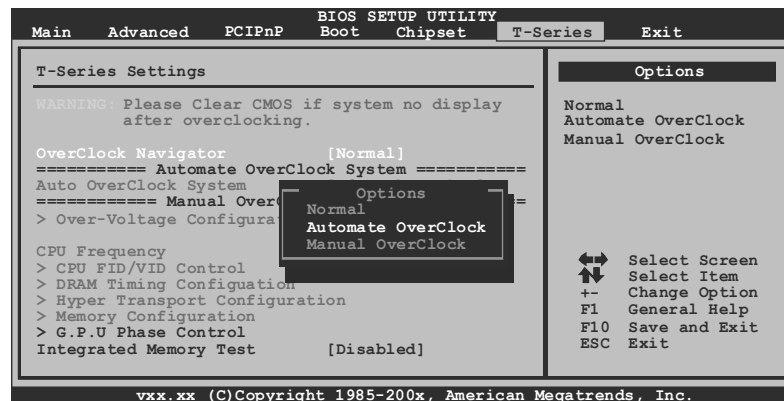 BIOS SETUP UTILITY
Main Advanced PCIPnP Boot Chipset T-Series Exit
T-Series Settings
WARNING: Please Clear CMOS if system no display
after overclocking.
OverClock Navigator [Normal]
=========== Automate OverClock System ===========
Auto OverClock System
============ Manual Over =
> Over-Voltage Configura
CPU Frequency
> CPU FID/VID Control
> DRAM Timing Configuation
> Hyper Transport Configuration
> Memory Configuration
> G.P.U Phase Control
Integrated Memory Test [Disabled]
Options
Normal
Automate OverClock
Manual OverClock
Options
Normal
Automate OverClock
Manual OverClock
Select Screen
Select Item
+- Change Option
F1 General Help
F10 Save and Exit
ESC Exit
vxx.xx (C)Copyright 1985-200x, American Megatrends, Inc.